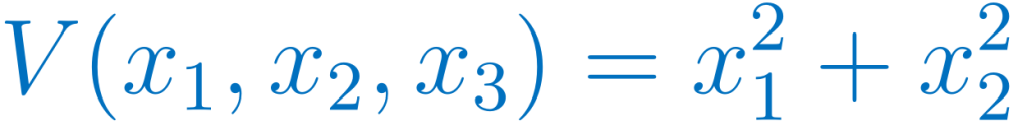 V(x₁, x₂, x₃) = x₁² + x₂²